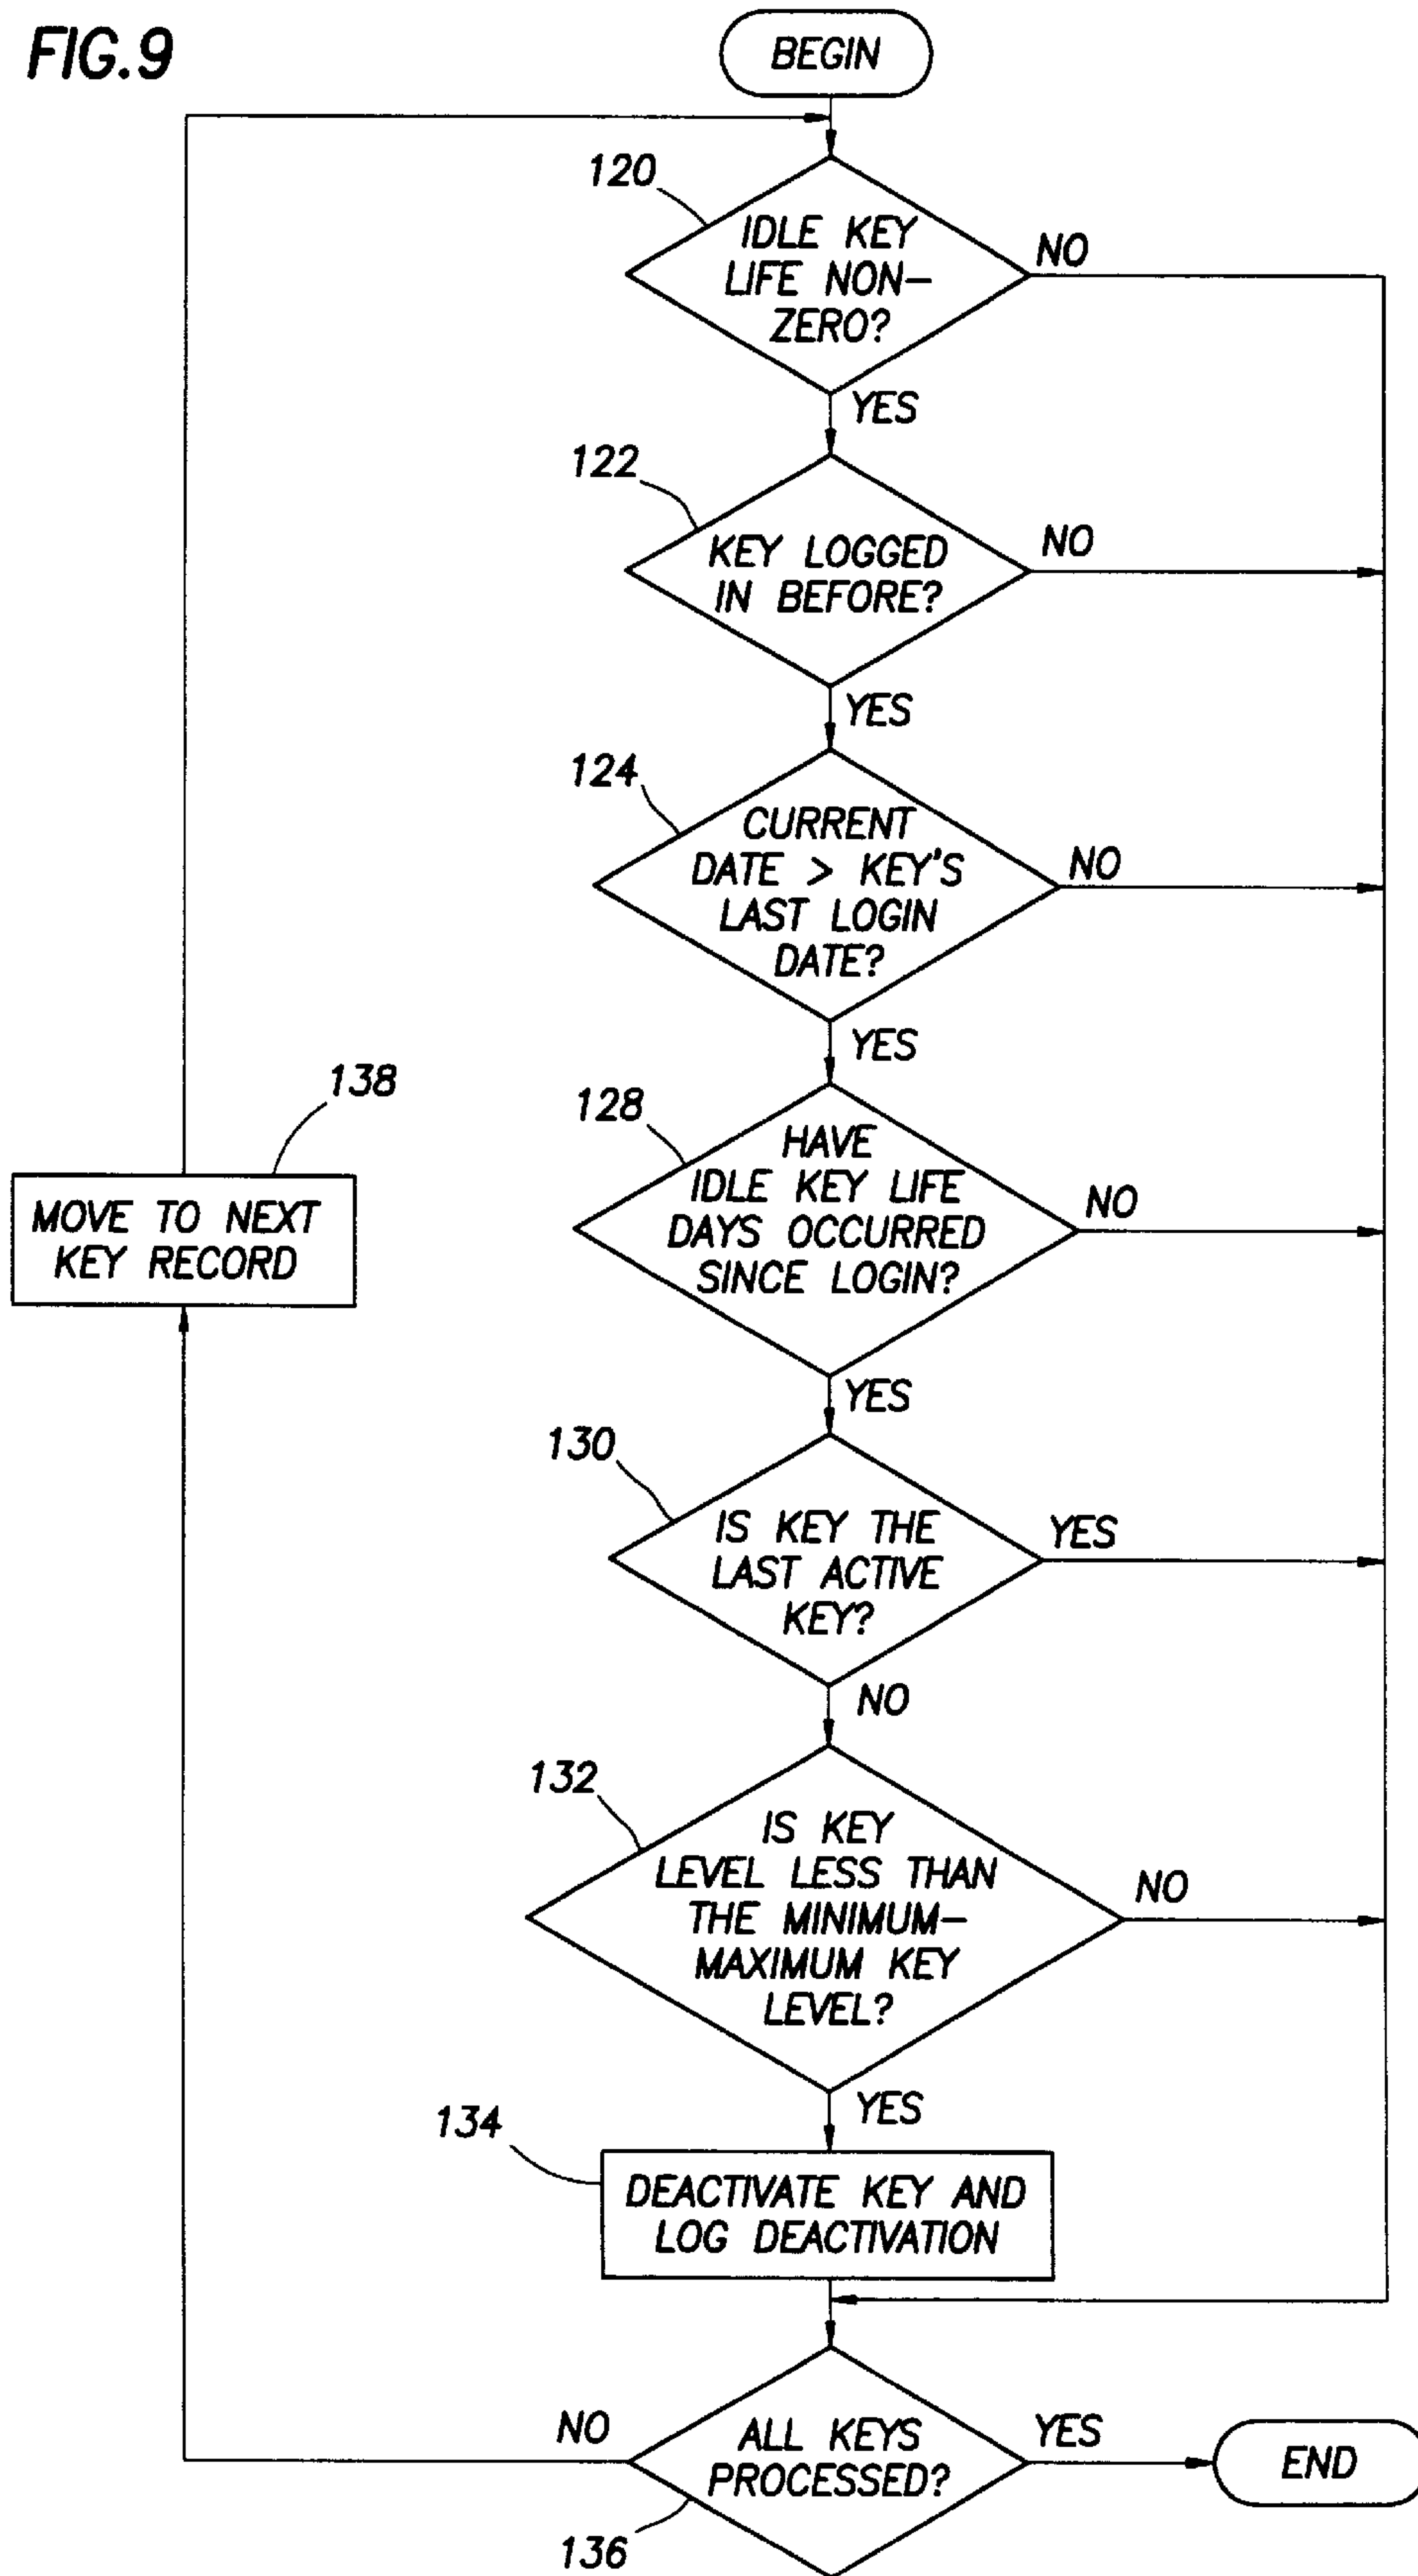 FIG.9
BEGIN
120
IDLE KEY
LIFE NON-
ZERO?
NO
YES
122
KEY LOGGED
IN BEFORE?
NO
YES
124
CURRENT
DATE > KEY'S
LAST LOGIN
DATE?
NO
YES
138
MOVE TO NEXT
KEY RECORD
128
HAVE
IDLE KEY LIFE
DAYS OCCURRED
SINCE LOGIN?
NO
YES
130
IS KEY THE
LAST ACTIVE
KEY?
YES
NO
132
IS KEY
LEVEL LESS THAN
THE MINIMUM-
MAXIMUM KEY
LEVEL?
NO
YES
134
DEACTIVATE KEY AND
LOG DEACTIVATION
NO
ALL KEYS
PROCESSED?
YES
END
136